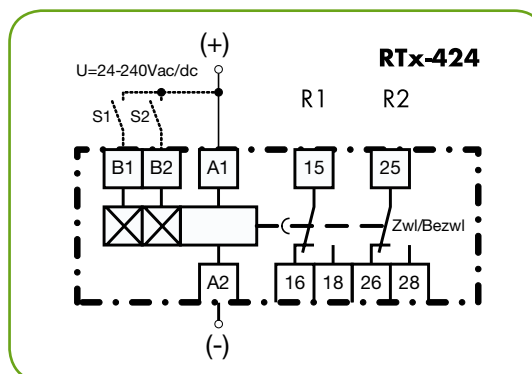 (+)
RTx-424
U=24-240Vac/dc
R1 R2
S1 S2
B1 B2 A1 15 25
Zwl/Bezwl
A2 16 18 26 28
(-)